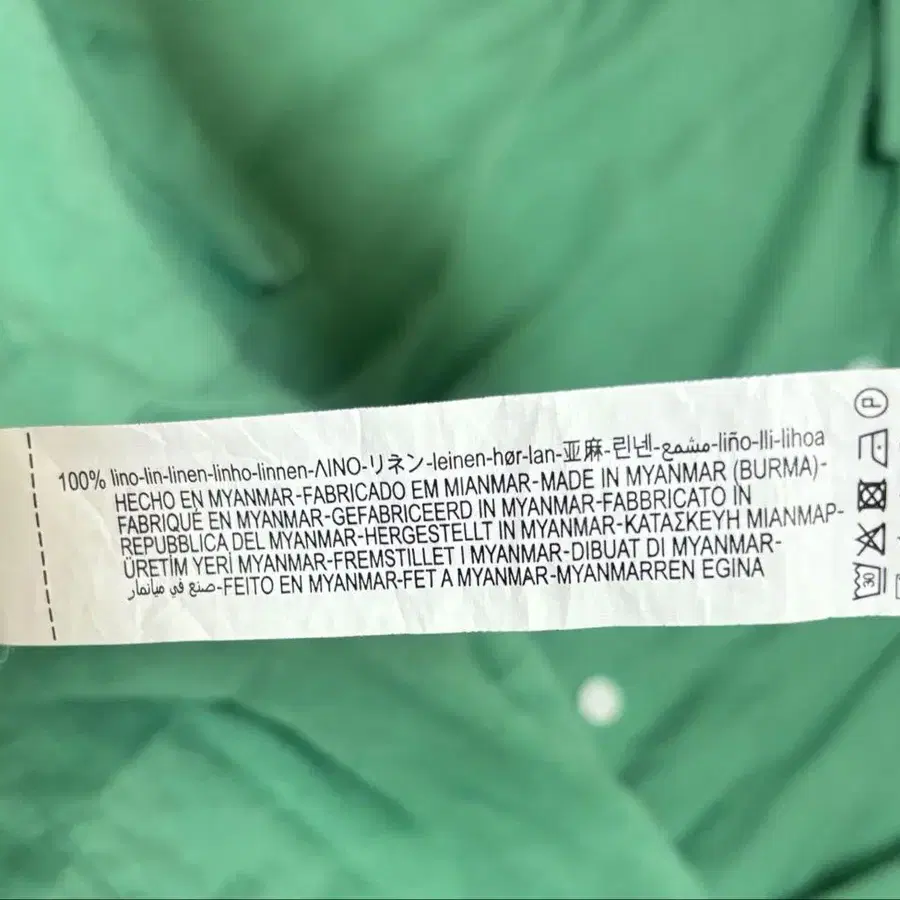 100% lino-lin-linen-linho-linnen-ΛΙΝΟ-リネン-leinen-hør-lan-亚麻-린넨-مشمع-liño-lli-lihoa
HECHO EN MYANMAR-FABRICADO EM MIANMAR-MADE IN MYANMAR (BURMA)-
FABRIQUÉ EN MYANMAR-GEFABRICEERD IN MYANMAR-FABBRICATO IN
REPUBBLICA DEL MYANMAR-HERGESTELLT IN MYANMAR-ΚΑΤΑΣΚΕΥΗ ΜΙΑΝΜΑΡ-
ÜRETİM YERİ MYANMAR-FREMSTILLET I MYANMAR-DIBUAT DI MYANMAR-
صنع في ميانمار-FEITO EN MYANMAR-FET A MYANMAR-MYANMARREN EGINA
P
30